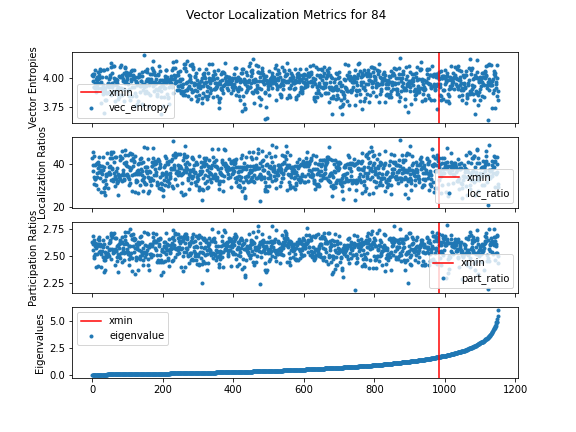 Vector Localization Metrics for 84
Vector Entropies
4.00
3.75
xmin
vec_entropy
Localization Ratios
40
20
xmin
loc_ratio
Participation Ratios
2.75
2.50
2.25
xmin
part_ratio
Eigenvalues
5.0
2.5
0.0
xmin
eigenvalue
0 200 400 600 800 1000 1200